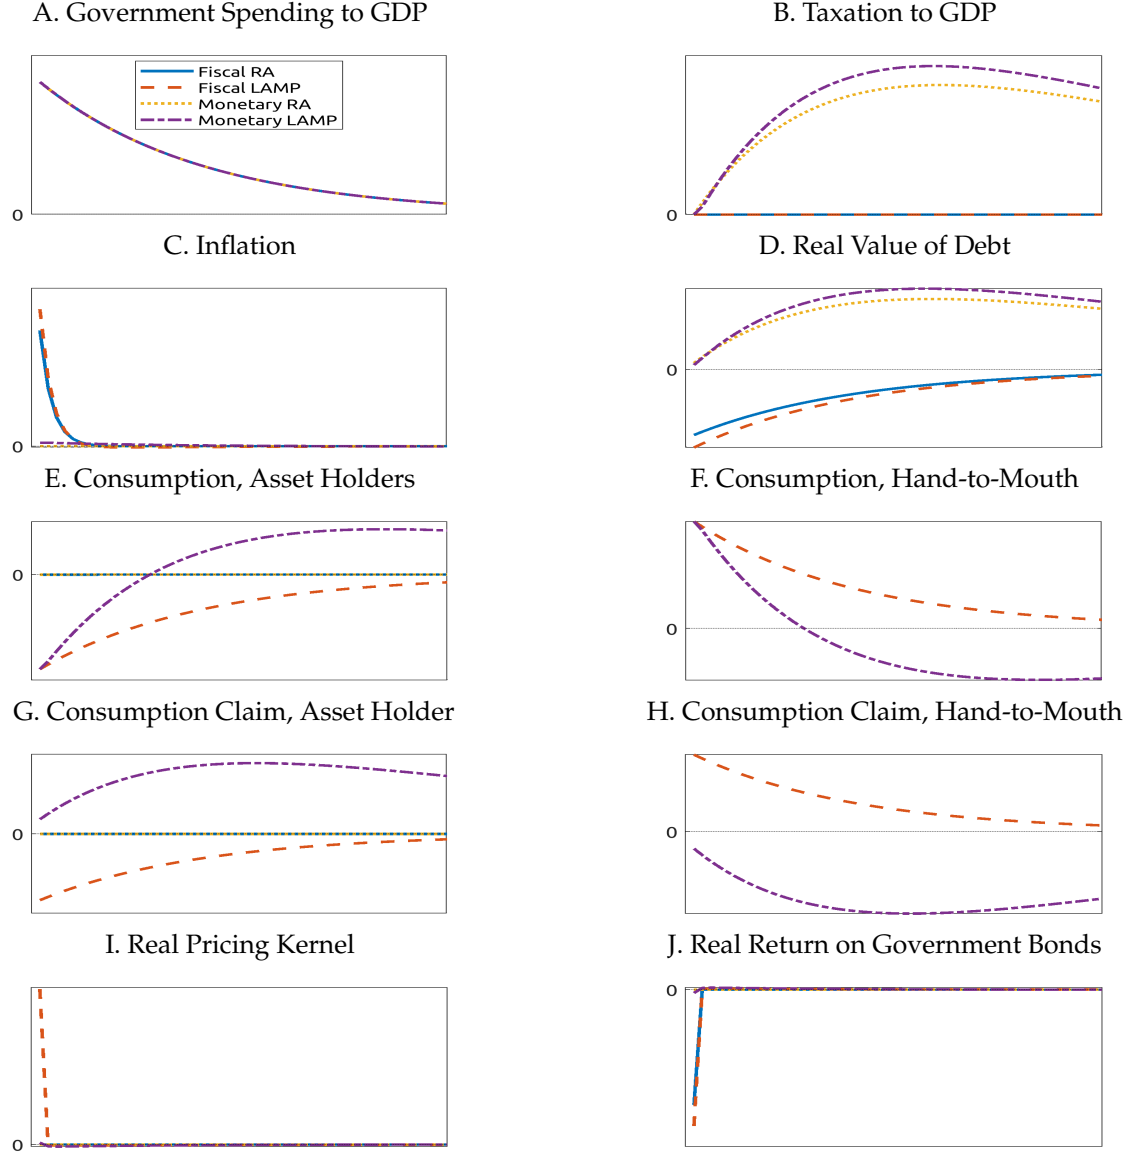 A. Government Spending to GDP
B. Taxation to GDP
Fiscal RA
Fiscal LAMP
Monetary RA
Monetary LAMP
0
0
C. Inflation
D. Real Value of Debt
0
0
E. Consumption, Asset Holders
F. Consumption, Hand-to-Mouth
0
0
G. Consumption Claim, Asset Holder
H. Consumption Claim, Hand-to-Mouth
0
0
I. Real Pricing Kernel
J. Real Return on Government Bonds
0
0